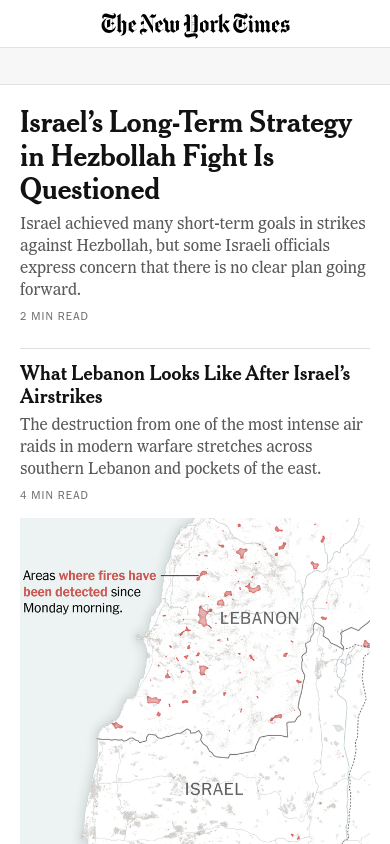 The New York Times
Israel’s Long-Term Strategy
in Hezbollah Fight Is
Questioned
Israel achieved many short-term goals in strikes
against Hezbollah, but some Israeli officials
express concern that there is no clear plan going
forward.
2 MIN READ
What Lebanon Looks Like After Israel’s
Airstrikes
The destruction from one of the most intense air
raids in modern warfare stretches across
southern Lebanon and pockets of the east.
4 MIN READ
Areas where fires have
been detected since
Monday morning.
LEBANON
ISRAEL